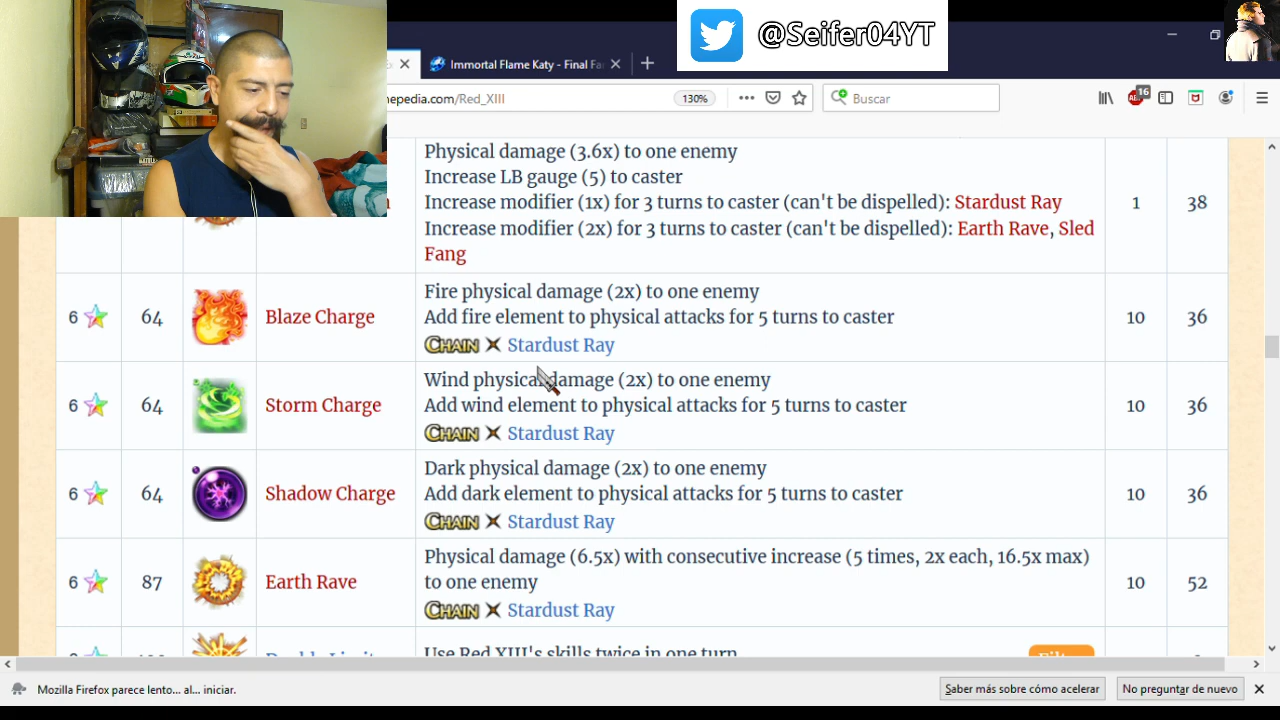 @Seifer04YT
Immortal Flame Katy - Final Fa
nepedia.com/Red_XIII
130%
Buscar
16
Physical damage (3.6x) to one enemy
Increase LB gauge (5) to caster
Increase modifier (1x) for 3 turns to caster (can't be dispelled): Stardust Ray
Increase modifier (2x) for 3 turns to caster (can't be dispelled): Earth Rave, Sled
Fang
1
38
6
64
Blaze Charge
Fire physical damage (2x) to one enemy
Add fire element to physical attacks for 5 turns to caster
CHAIN Stardust Ray
10
36
6
64
Storm Charge
Wind physical damage (2x) to one enemy
Add wind element to physical attacks for 5 turns to caster
CHAIN Stardust Ray
10
36
6
64
Shadow Charge
Dark physical damage (2x) to one enemy
Add dark element to physical attacks for 5 turns to caster
CHAIN Stardust Ray
10
36
6
87
Earth Rave
Physical damage (6.5x) with consecutive increase (5 times, 2x each, 16.5x max)
to one enemy
CHAIN Stardust Ray
10
52
Use Red XIII's skills twice in one turn
Mozilla Firefox parece lento... al... iniciar.
Saber más sobre cómo acelerar
No preguntar de nuevo